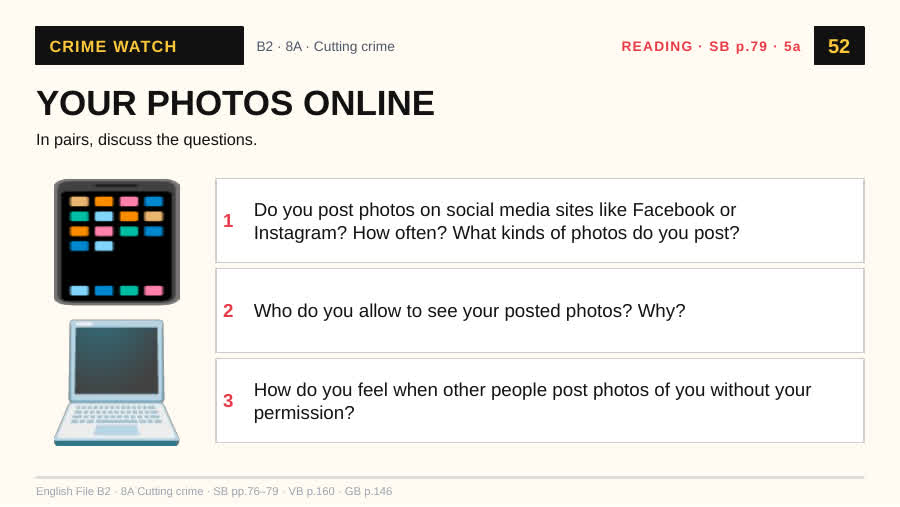 CRIME WATCH
B2 · 8A · Cutting crime
READING · SB p.79 · 5a
52
YOUR PHOTOS ONLINE
In pairs, discuss the questions.
1
Do you post photos on social media sites like Facebook or
Instagram? How often? What kinds of photos do you post?
2
Who do you allow to see your posted photos? Why?
3
How do you feel when other people post photos of you without your
permission?
English File B2 · 8A Cutting crime · SB pp.76–79 · VB p.160 · GB p.146